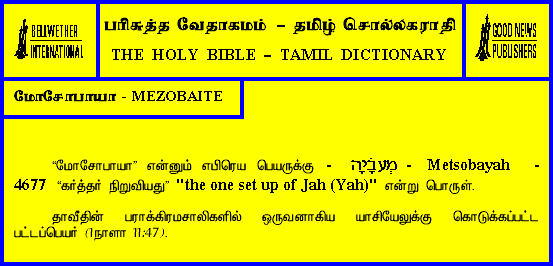 BELLWETHER
INTERNATIONAL
பரிசுத்த வேதாகமம் – தமிழ் சொல்லகராதி
THE HOLY BIBLE – TAMIL DICTIONARY
GOOD NEWS
PUBLISHERS
மோசோபாயா - MEZOBAITE
“மோசோபாயா” என்னும் எபிரெய பெயருக்கு - מְצֹבָיָה - Metsobayah -
4677 “கர்த்தர் நிறுவியது” "the one set up of Jah (Yah)" என்று பொருள்.
தாவீதின் பராக்கிரமசாலிகளில் ஒருவனாகிய யாசியேலுக்கு கொடுக்கப்பட்ட
பட்டப்பெயர் (1நாளா 11:47).